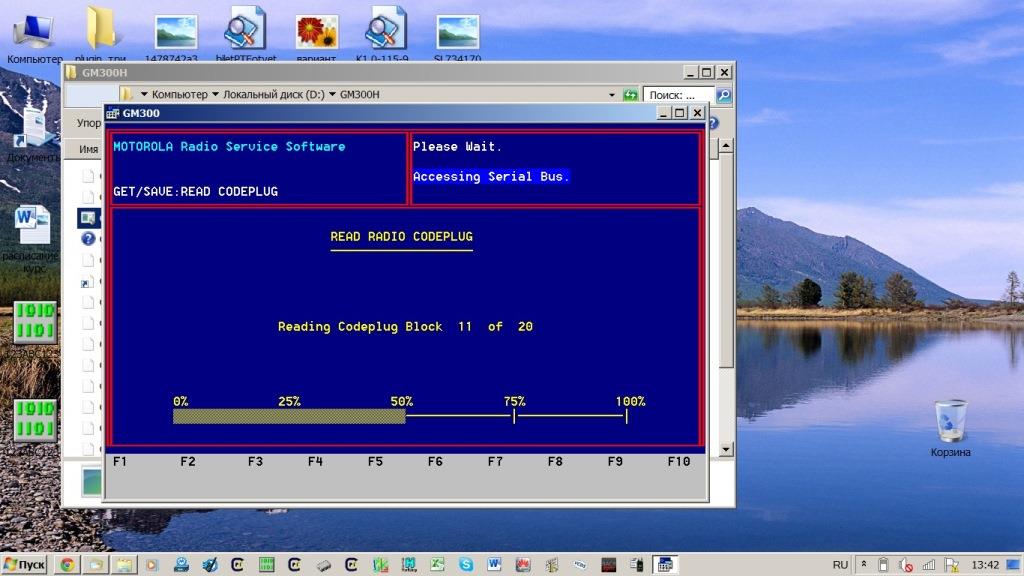 Компьютер
1478742a3
biletPTEotvet
вариант
K1.0-115-9
SL734170
GM300H
Компьютер
Локальный диск (D:)
GM300H
Поиск: ...
Упор
Имя
GM300
MOTOROLA Radio Service Software
GET/SAVE:READ CODEPLUG
Please Wait.
Accessing Serial Bus.
READ RADIO CODEPLUG
Reading Codeplug Block 11 of 20
0% 25% 50% 75% 100%
F1 F2 F3 F4 F5 F6 F7 F8 F9 F10
расписание
курс
Корзина
Пуск
RU
13:42